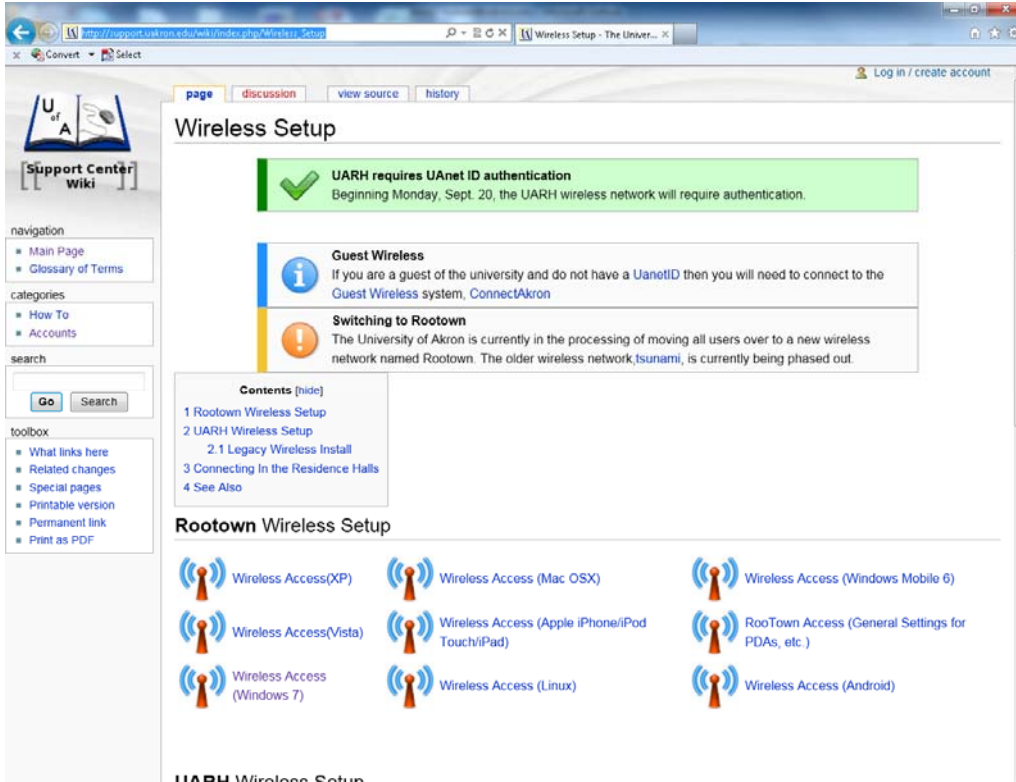 http://support.uakron.edu/wiki/index.php/Wireless_Setup
Wireless Setup - The Univer...
x Convert Select
Log in / create account
page discussion view source history
U of A
Support Center
Wiki
Wireless Setup
UARH requires UAnet ID authentication
Beginning Monday, Sept. 20, the UARH wireless network will require authentication.
navigation
Main Page
Glossary of Terms
categories
How To
Accounts
search
Go Search
toolbox
What links here
Related changes
Special pages
Printable version
Permanent link
Print as PDF
Guest Wireless
If you are a guest of the university and do not have a UanetID then you will need to connect to the
Guest Wireless system, ConnectAkron
Switching to Rootown
The University of Akron is currently in the processing of moving all users over to a new wireless
network named Rootown. The older wireless network,tsunami, is currently being phased out.
Contents [hide]
1 Rootown Wireless Setup
2 UARH Wireless Setup
2.1 Legacy Wireless Install
3 Connecting In the Residence Halls
4 See Also
Rootown Wireless Setup
Wireless Access(XP)
Wireless Access (Mac OSX)
Wireless Access (Windows Mobile 6)
Wireless Access(Vista)
Wireless Access (Apple iPhone/iPod
Touch/iPad)
RooTown Access (General Settings for
PDAs, etc.)
Wireless Access
(Windows 7)
Wireless Access (Linux)
Wireless Access (Android)
UARH Wireless Setup